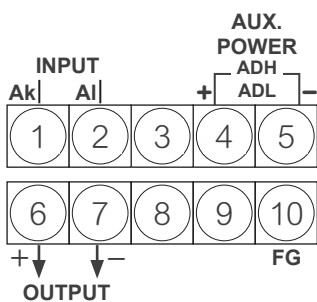 AUX.
POWER
INPUT
ADH
Ak Al + ADL −
1 2 3 4 5
6 7 8 9 10
+ − FG
OUTPUT